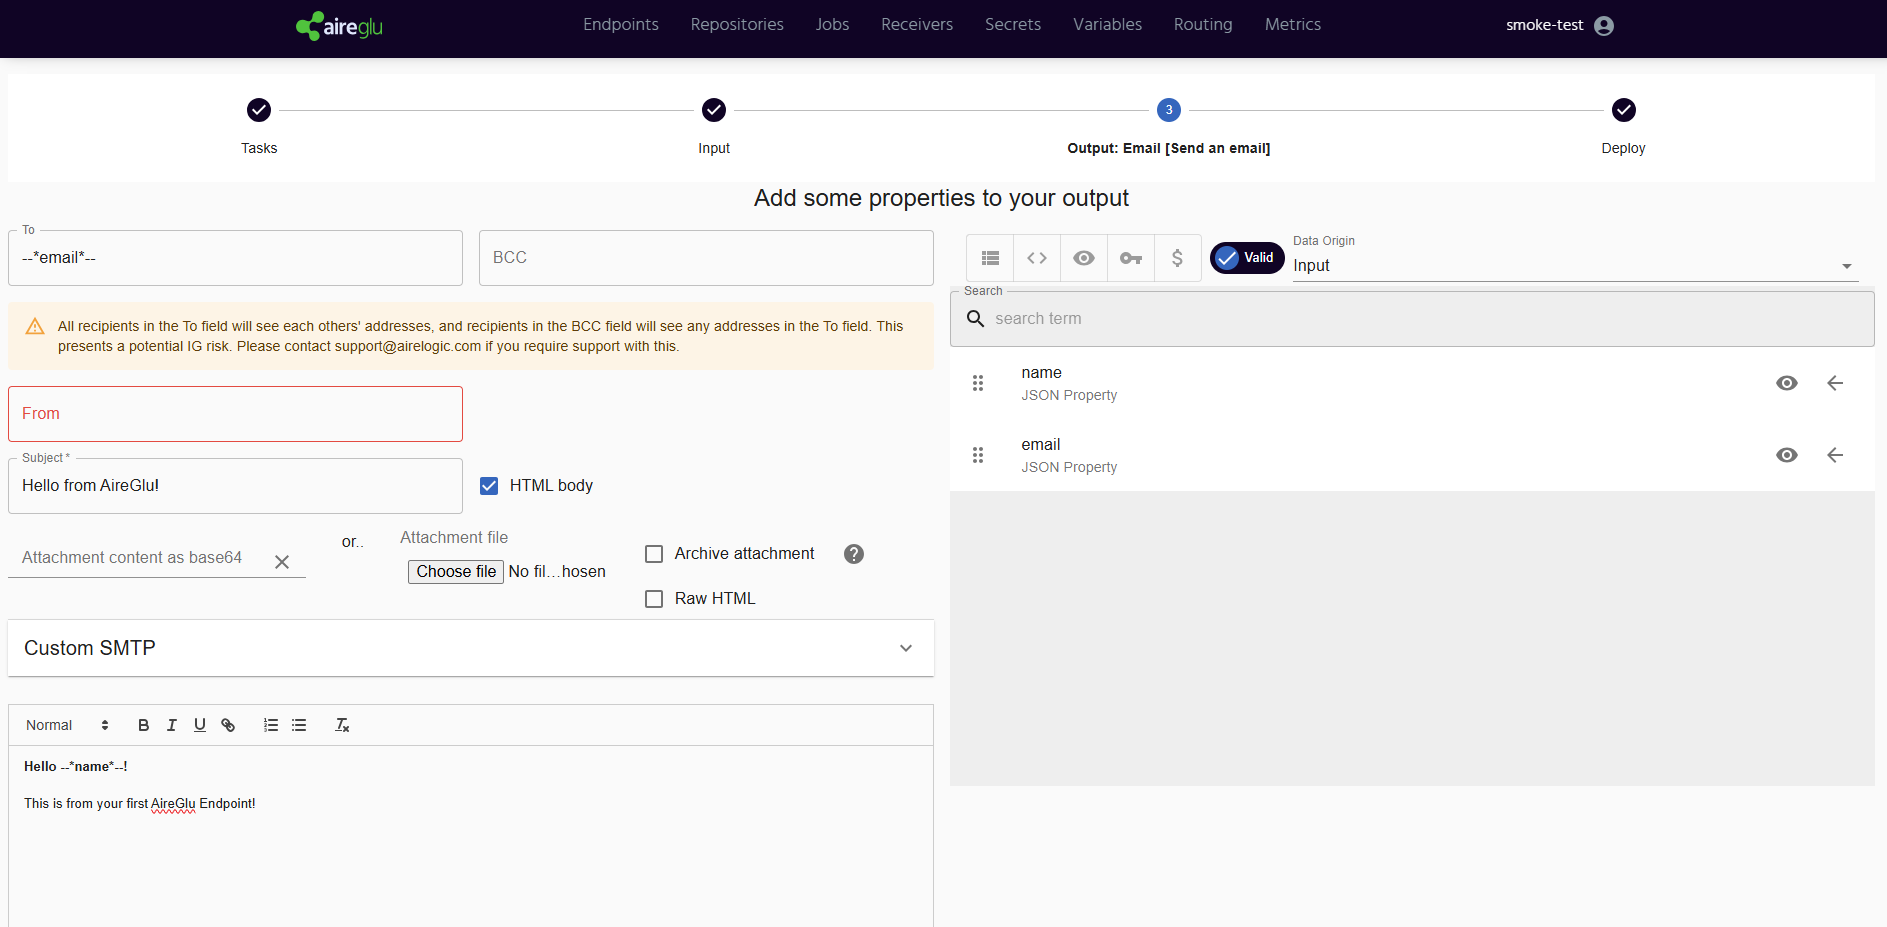 aireglu
Endpoints Repositories Jobs Receivers Secrets Variables Routing Metrics
smoke-test
3
Tasks Input Output: Email [Send an email] Deploy
Add some properties to your output
To
--*email*--
BCC
All recipients in the To field will see each others' addresses, and recipients in the BCC field will see any addresses in the To field. This
presents a potential IG risk. Please contact support@airelogic.com if you require support with this.
From
Subject *
Hello from AireGlu!
HTML body
Attachment content as base64
or..
Attachment file
Choose file No fil...hosen
Archive attachment
Raw HTML
Custom SMTP
Normal
Hello --*name*--!
This is from your first AireGlu Endpoint!
Valid
Data Origin
Input
Search
search term
name
JSON Property
email
JSON Property